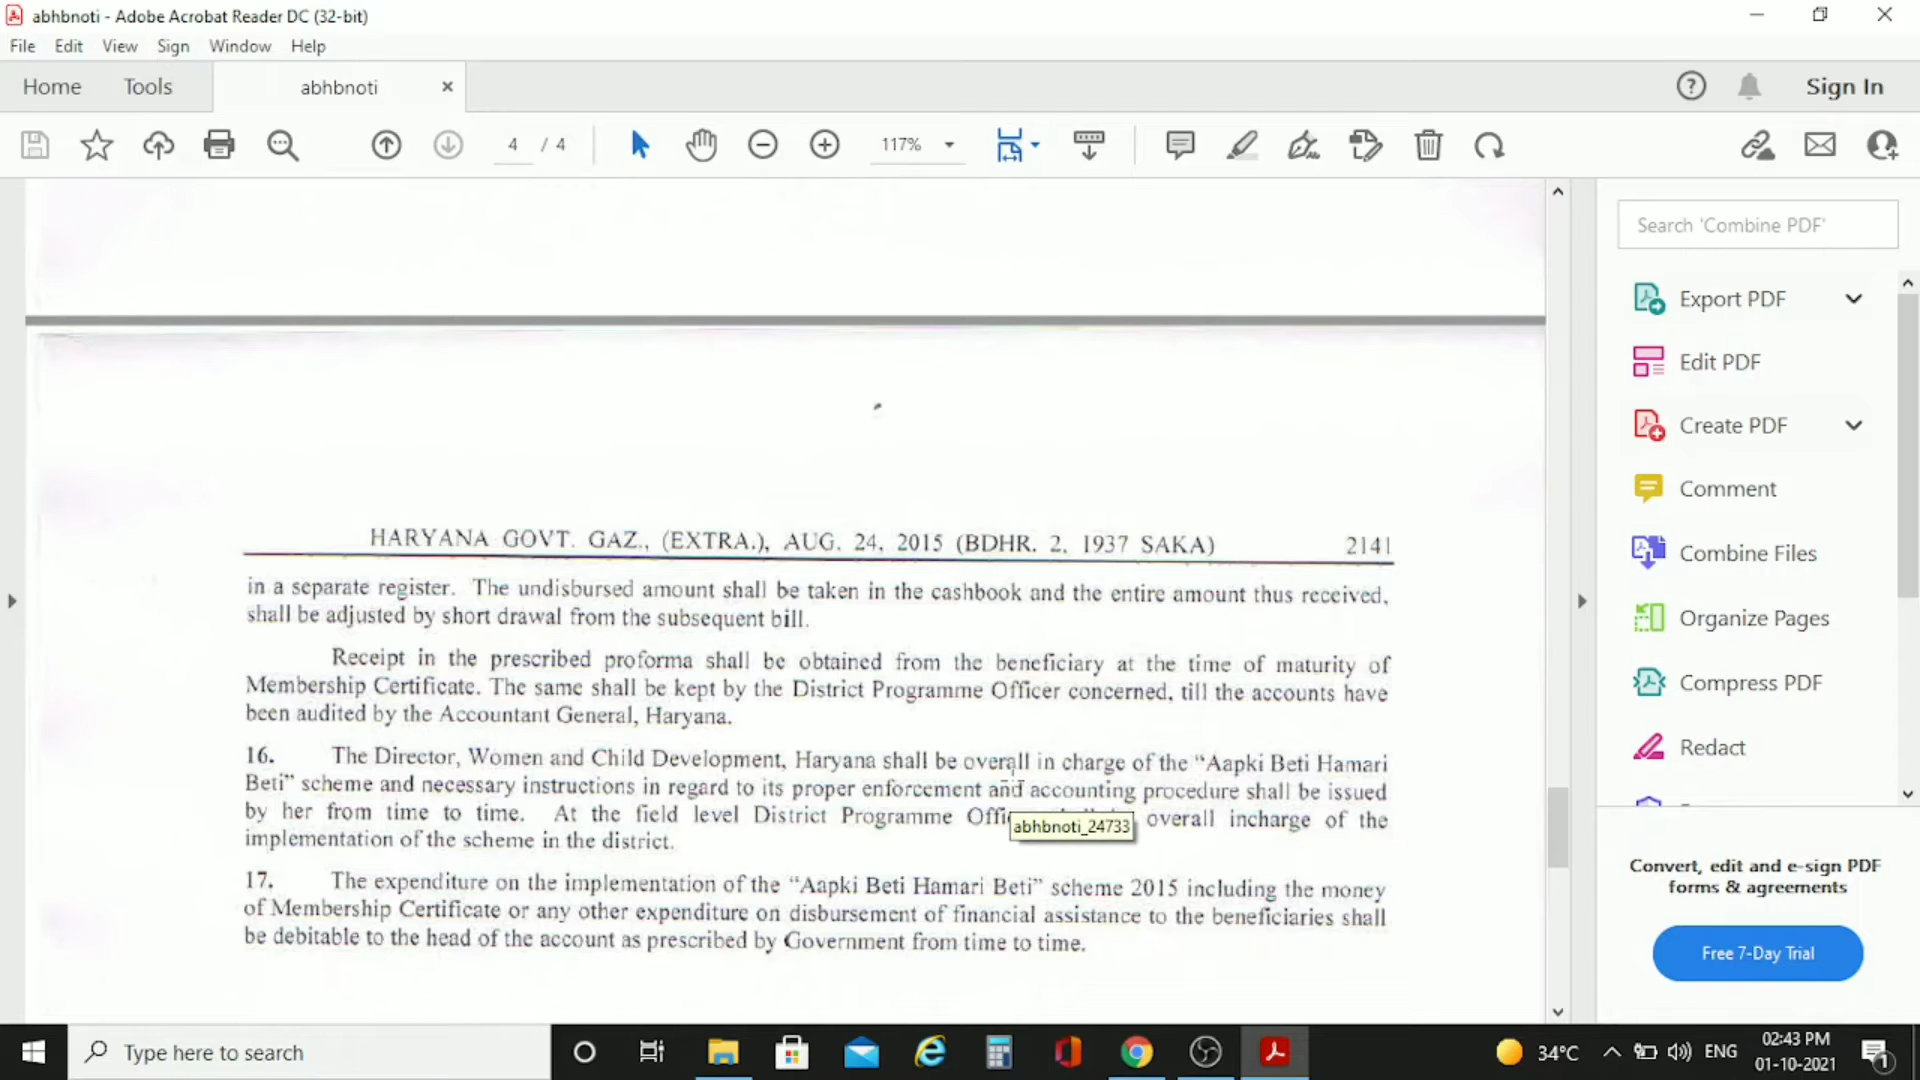 abhbnoti - Adobe Acrobat Reader DC (32-bit)
File Edit View Sign Window Help
Home Tools abhbnoti Sign In
4 / 4 117%
Search 'Combine PDF'
Export PDF
Edit PDF
Create PDF
Comment
Combine Files
Organize Pages
Compress PDF
Redact
Convert, edit and e-sign PDF
forms & agreements
Free 7-Day Trial
HARYANA GOVT. GAZ., (EXTRA.), AUG. 24, 2015 (BDHR. 2, 1937 SAKA) 2141
in a separate register. The undisbursed amount shall be taken in the cashbook and the entire amount thus received,
shall be adjusted by short drawal from the subsequent bill.
Receipt in the prescribed proforma shall be obtained from the beneficiary at the time of maturity of
Membership Certificate. The same shall be kept by the District Programme Officer concerned, till the accounts have
been audited by the Accountant General, Haryana.
16. The Director, Women and Child Development, Haryana shall be overall in charge of the “Aapki Beti Hamari
Beti” scheme and necessary instructions in regard to its proper enforcement and accounting procedure shall be issued
by her from time to time. At the field level District Programme Offi overall incharge of the
abhbnoti_24733
implementation of the scheme in the district.
17. The expenditure on the implementation of the “Aapki Beti Hamari Beti” scheme 2015 including the money
of Membership Certificate or any other expenditure on disbursement of financial assistance to the beneficiaries shall
be debitable to the head of the account as prescribed by Government from time to time.
Type here to search
34°C ENG 02:43 PM
01-10-2021
1